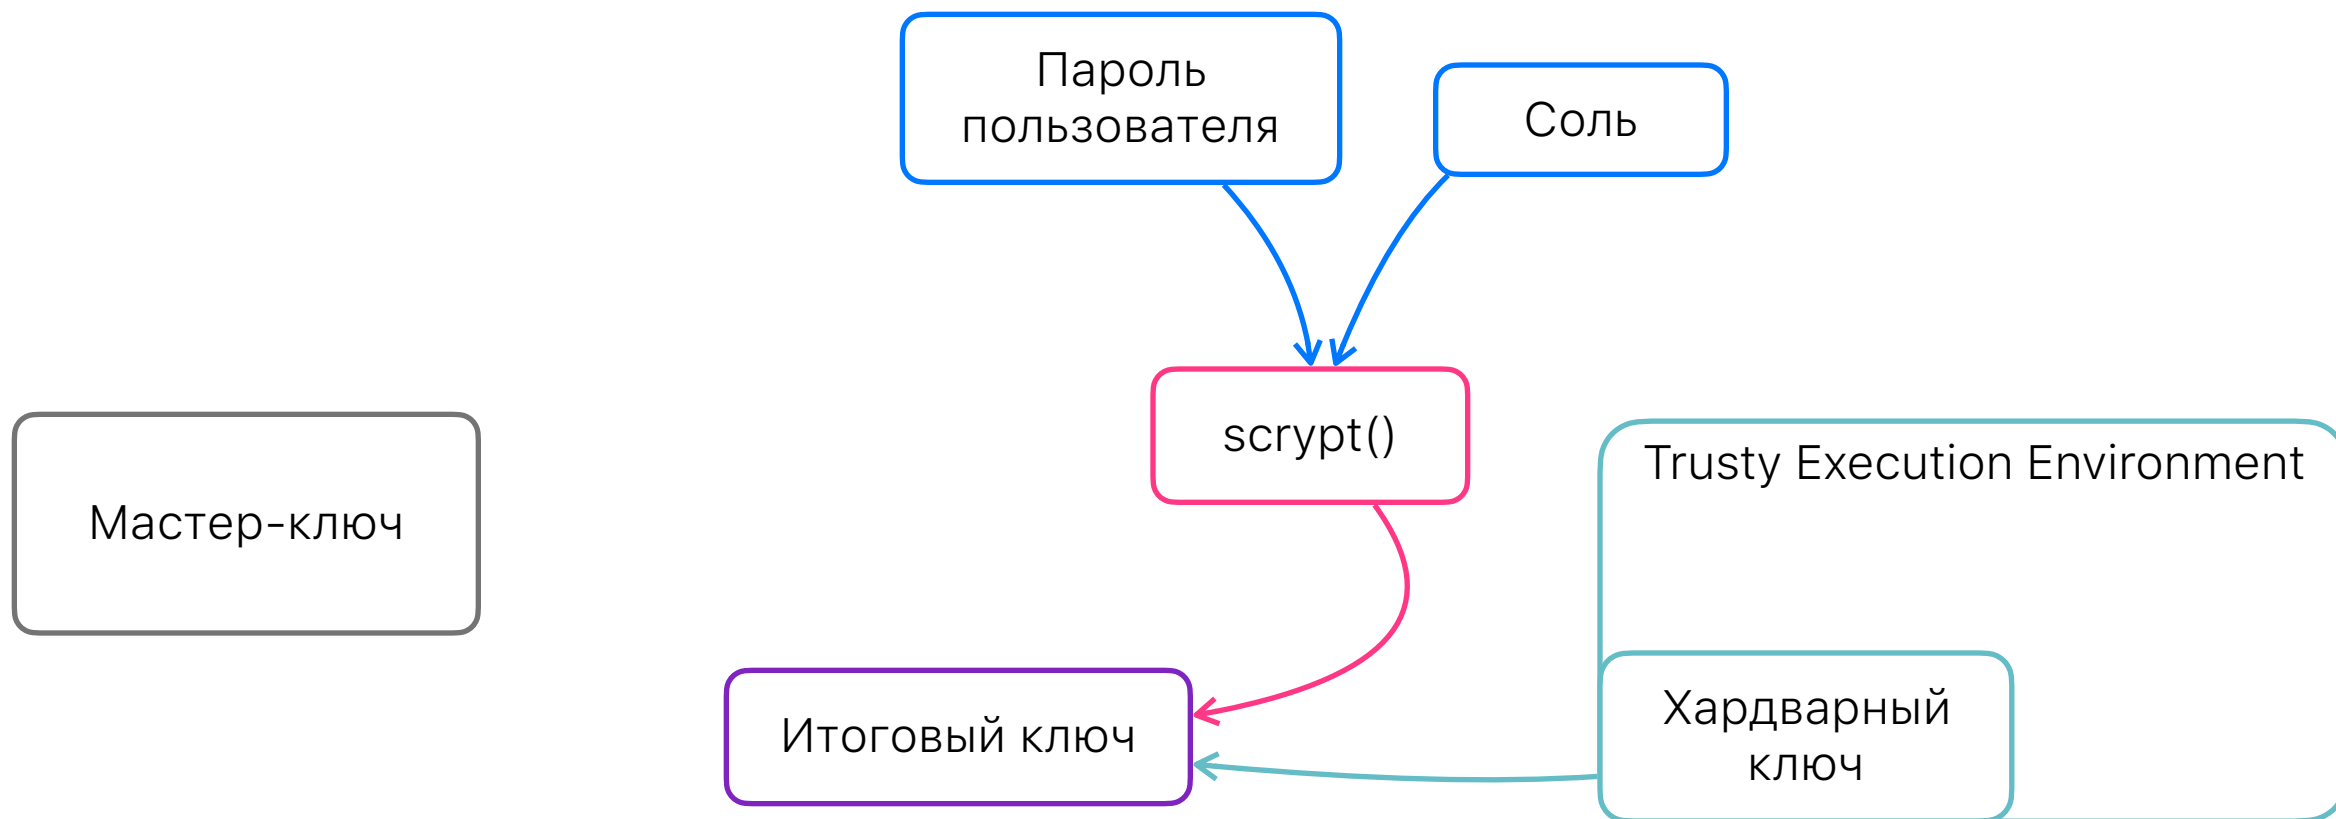 Пароль
пользователя
Соль
scrypt()
Trusty Execution Environment
Мастер-ключ
Хардварный
ключ
Итоговый ключ